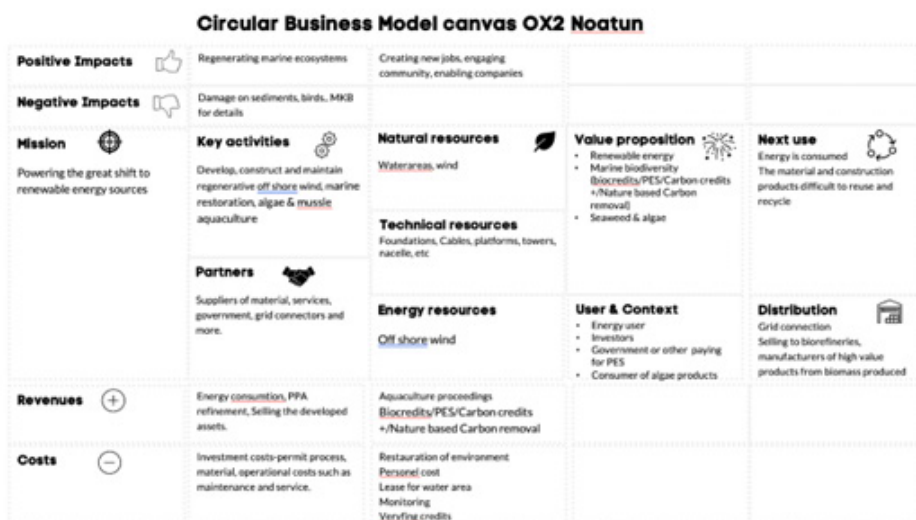 Circular Business Model canvas OX2 Noatun
Positive Impacts
Regenerating marine ecosystems
Creating new jobs, engaging
community, enabling companies
Negative Impacts
Damage on sediments, birds., MKB
for details
Mission
Powering the great shift to
renewable energy sources
Key activities
Develop, construct and maintain
regenerative off shore wind, marine
restoration, algae & mussle
aquaculture
Partners
Suppliers of material, services,
government, grid connectors and
more.
Natural resources
Waterareas, wind
Technical resources
Foundations, Cables, platforms, towers,
nacelle, etc
Energy resources
Off shore wind
Value proposition
• Renewable energy
• Marine biodiversity
(biocredits/PES/Carbon credits
+/Nature based Carbon
removal)
• Seaweed & algae
User & Context
• Energy user
• Investors
• Government or other paying
for PES
• Consumer of algae products
Next use
Energy is consumed
The material and construction
products difficult to reuse and
recycle
Distribution
Grid connection
Selling to biorefineries,
manufacturers of high value
products from biomass produced
Revenues
Energy consumtion, PPA
refinement, Selling the developed
assets.
Aquaculture proceedings
Biocredits/PES/Carbon credits
+/Nature based Carbon removal
Costs
Investment costs-permit process,
material, operational costs such as
maintenance and service.
Restauration of environment
Personel cost
Lease for water area
Monitoring
Veryfing credits